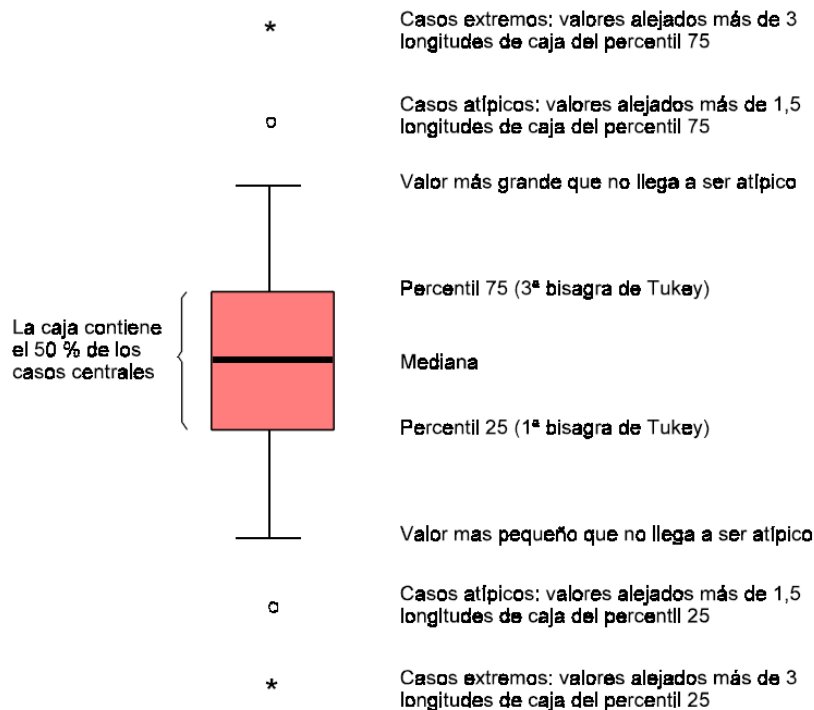 *
Casos extremos: valores alejados más de 3
longitudes de caja del percentil 75
Casos atípicos: valores alejados más de 1,5
longitudes de caja del percentil 75
Valor más grande que no llega a ser atípico
Percentil 75 (3ª bisagra de Tukey)
La caja contiene
el 50 % de los
casos centrales
Mediana
Percentil 25 (1ª bisagra de Tukey)
Valor mas pequeño que no llega a ser atípico
Casos atípicos: valores alejados más de 1,5
longitudes de caja del percentil 25
*
Casos extremos: valores alejados más de 3
longitudes de caja del percentil 25